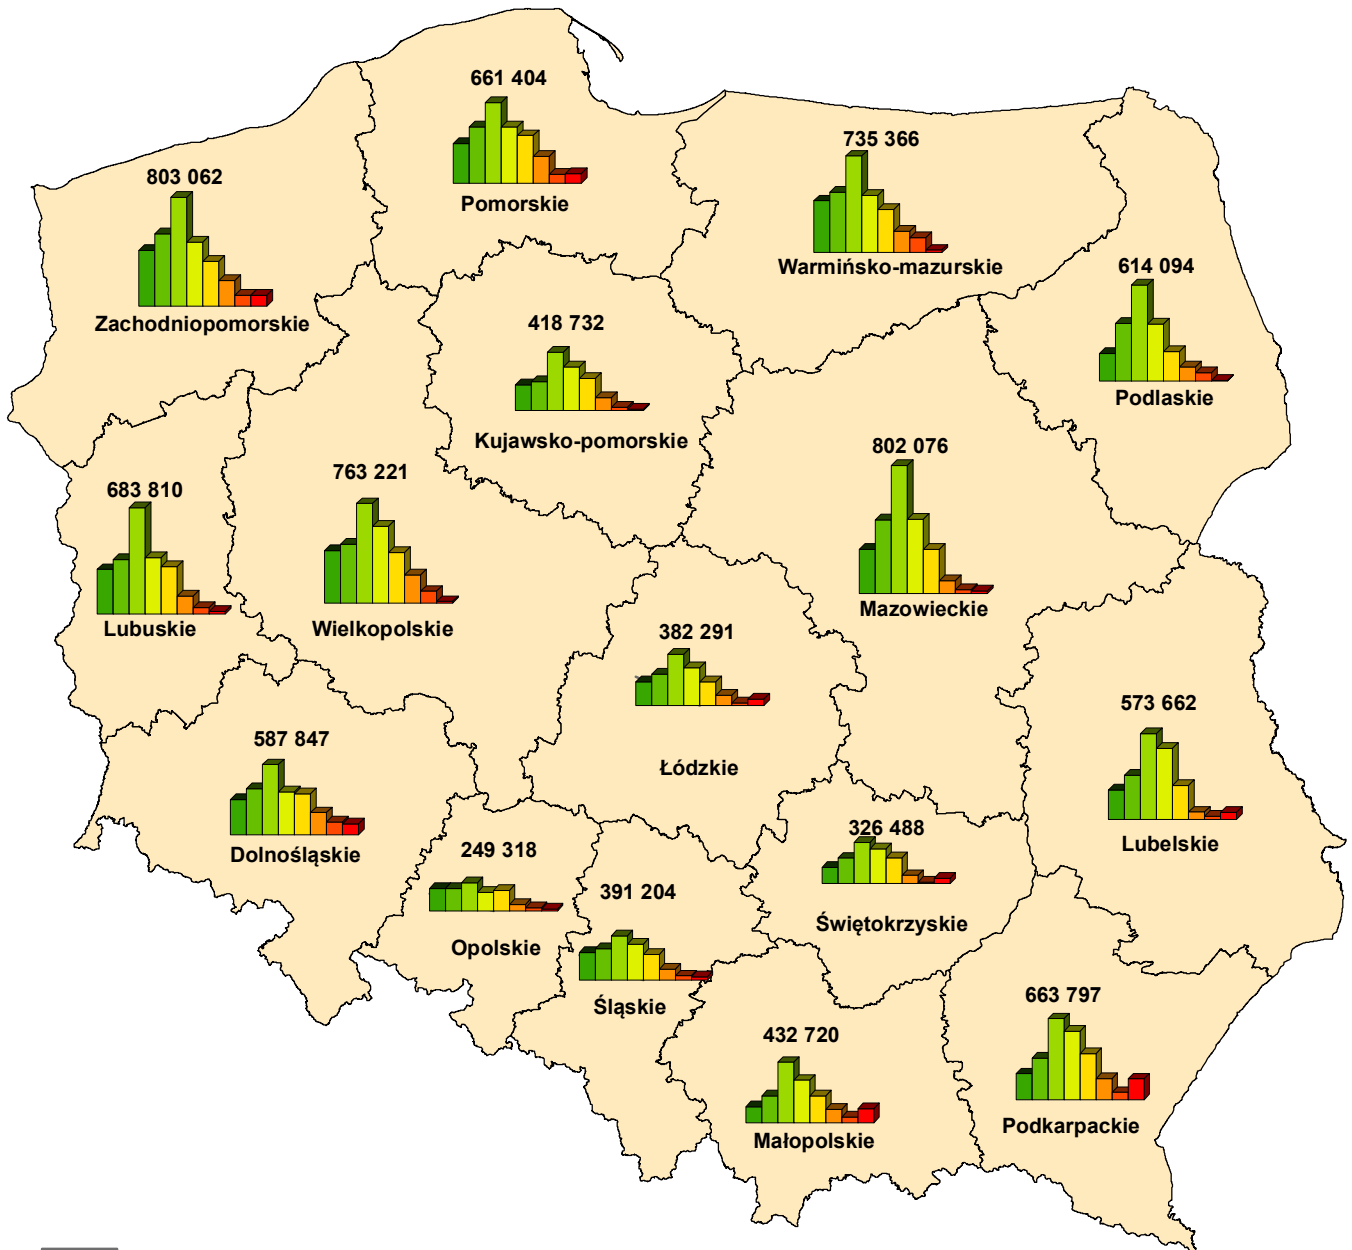 661 404
Pomorskie
735 366
Warmińsko-mazurskie
803 062
Zachodniopomorskie
614 094
Podlaskie
418 732
Kujawsko-pomorskie
802 076
Mazowieckie
763 221
Wielkopolskie
683 810
Lubuskie
382 291
Łódzkie
573 662
Lubelskie
587 847
Dolnośląskie
326 488
Świętokrzyskie
249 318
Opolskie
391 204
Śląskie
663 797
Podkarpackie
432 720
Małopolskie